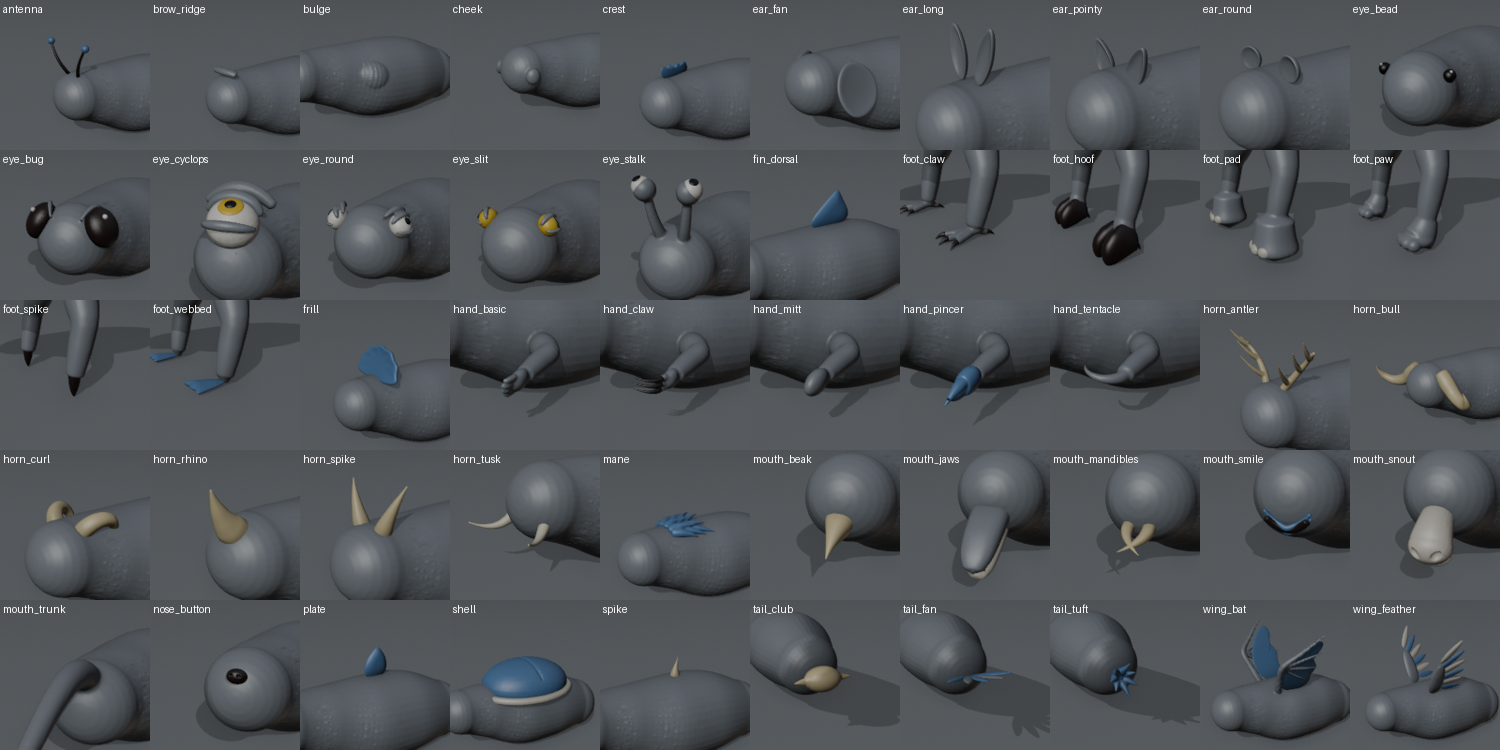 antenna
brow_ridge
bulge
cheek
crest
ear_fan
ear_long
ear_pointy
ear_round
eye_bead
eye_bug
eye_cyclops
eye_round
eye_slit
eye_stalk
fin_dorsal
foot_claw
foot_hoof
foot_pad
foot_paw
foot_spike
foot_webbed
frill
hand_basic
hand_claw
hand_mitt
hand_pincer
hand_tentacle
horn_antler
horn_bull
horn_curl
horn_rhino
horn_spike
horn_tusk
mane
mouth_beak
mouth_jaws
mouth_mandibles
mouth_smile
mouth_snout
mouth_trunk
nose_button
plate
shell
spike
tail_club
tail_fan
tail_tuft
wing_bat
wing_feather